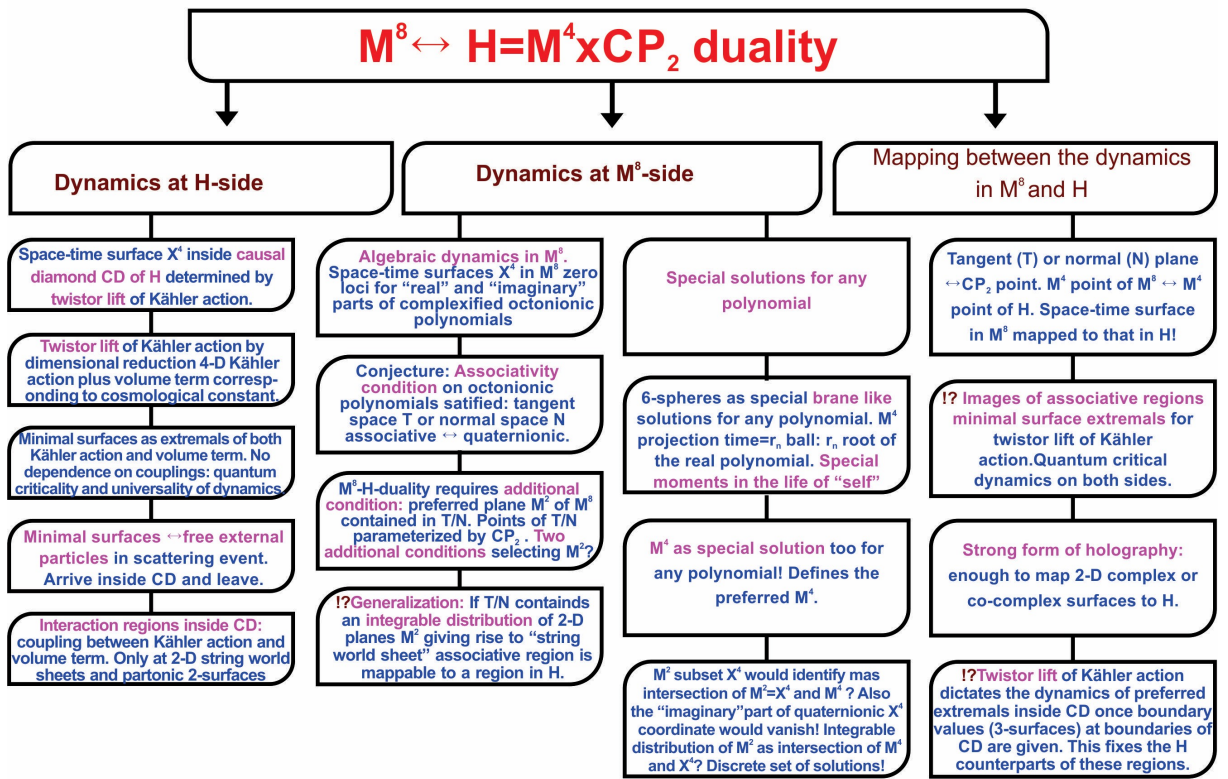 M⁸ ↔ H=M⁴xCP₂ duality
Dynamics at H-side
Space-time surface X⁴ inside causal
diamond CD of H determined by
twistor lift of Kähler action.
Twistor lift of Kähler action by
dimensional reduction 4-D Kähler
action plus volume term corresp-
onding to cosmological constant.
Minimal surfaces as extremals of both
Kähler action and volume term. No
dependence on couplings: quantum
criticality and universality of dynamics
Minimal surfaces ↔free external
particles in scattering event.
Arrive inside CD and leave.
Interaction regions inside CD:
coupling between Kähler action and
volume term. Only at 2-D string world
sheets and partonic 2-surfaces
Dynamics at M⁸-side
Algebraic dynamics in M⁸.
Space-time surfaces X⁴ in M⁸ zero
loci for “real” and “imaginary”
parts of complexified octonionic
polynomials
Conjecture: Associativity
condition on octonionic
polynomials satified: tangent
space T or normal space N
associative ↔ quaternionic.
M⁸-H-duality requires additional
condition: preferred plane M² of M⁸
contained in T/N. Points of T/N
parameterized by CP₂ . Two
additional conditions selecting M²?
!?Generalization: If T/N containds
an integrable distribution of 2-D
planes M² giving rise to “string
world sheet” associative region is
mappable to a region in H.
Special solutions for any
polynomial
6-spheres as special brane like
solutions for any polynomial. M⁴
projection time=rₙ ball: rₙ root of
the real polynomial. Special
moments in the life of “self”
M⁴ as special solution too for
any polynomial! Defines the
preferred M⁴.
M² subset X⁴ would identify mas
intersection of M²=X⁴ and M⁴ ? Also
the “imaginary”part of quaternionic X⁴
coordinate would vanish! Integrable
distribution of M² as intersection of M⁴
and X⁴? Discrete set of solutions!
Mapping between the dynamics
in M⁸ and H
Tangent (T) or normal (N) plane
↔CP₂ point. M⁴ point of M⁸ ↔ M⁴
point of H. Space-time surface
in M⁸ mapped to that in H!
!? Images of associative regions
minimal surface extremals for
twistor lift of Kähler
action.Quantum critical
dynamics on both sides.
Strong form of holography:
enough to map 2-D complex or
co-complex surfaces to H.
!?Twistor lift of Kähler action
dictates the dynamics of preferred
extremals inside CD once boundary
values (3-surfaces) at boundaries of
CD are given. This fixes the H
counterparts of these regions.